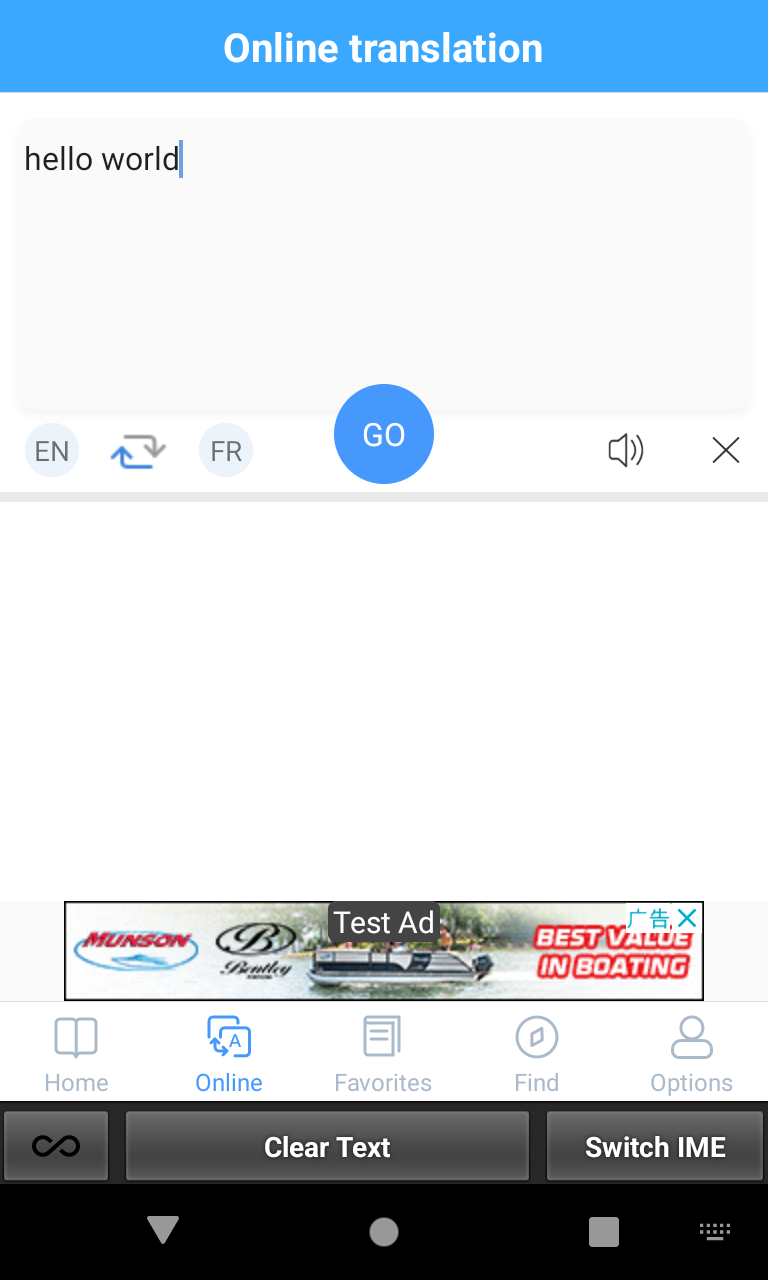 Online translation
hello world
EN
FR
GO
Test Ad
广告
MUNSON
B
Bentley
BEST VALUE
IN BOATING
A
Home
Online
Favorites
Find
Options
Clear Text
Switch IME